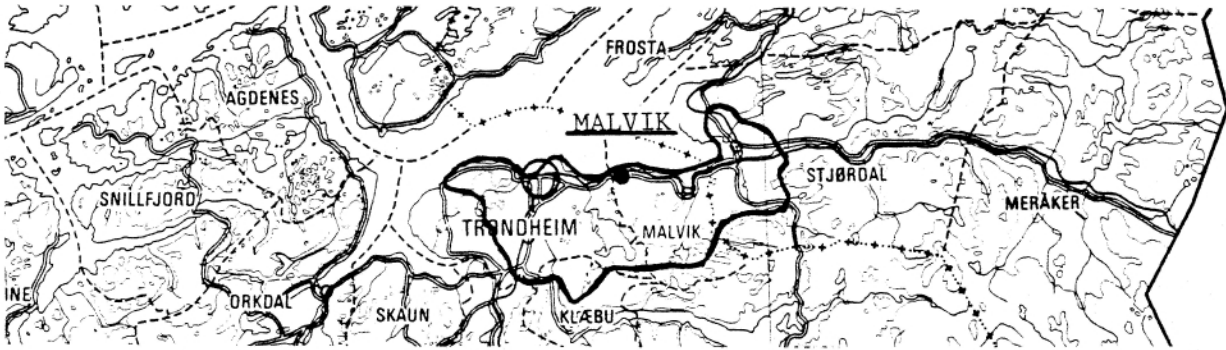 FROSTA
AGDENES
MALVIK
SNILLFJORD
STJØRDAL
MERÅKER
TRONDHEIM
MALVIK
INE
ORKDAL
SKAUN
KLÆBU